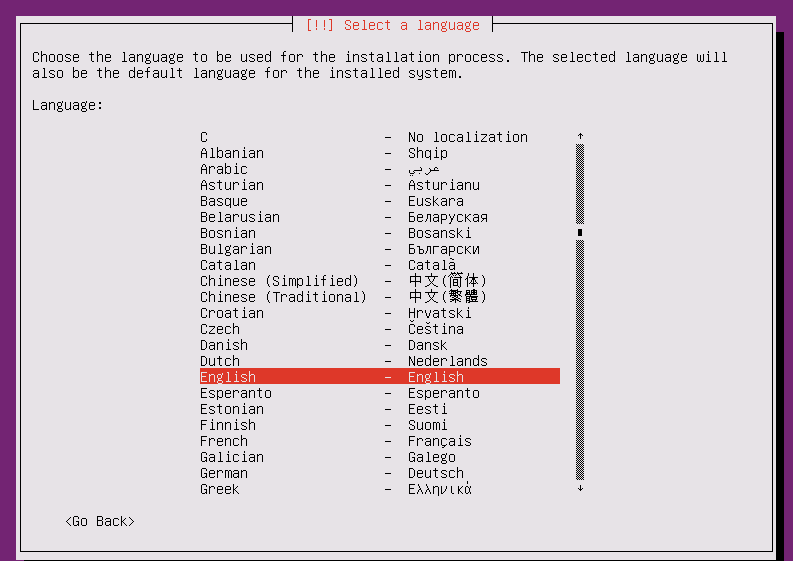 [!!] Select a language
Choose the language to be used for the installation process. The selected language will
also be the default language for the installed system.
Language:
C - No localization
Albanian - Shqip
Arabic - عربي
Asturian - Asturianu
Basque - Euskara
Belarusian - Беларуская
Bosnian - Bosanski
Bulgarian - Български
Catalan - Català
Chinese (Simplified) - 中文(简体)
Chinese (Traditional) - 中文(繁體)
Croatian - Hrvatski
Czech - Čeština
Danish - Dansk
Dutch - Nederlands
English - English
Esperanto - Esperanto
Estonian - Eesti
Finnish - Suomi
French - Français
Galician - Galego
German - Deutsch
Greek - Ελληνικά
<Go Back>